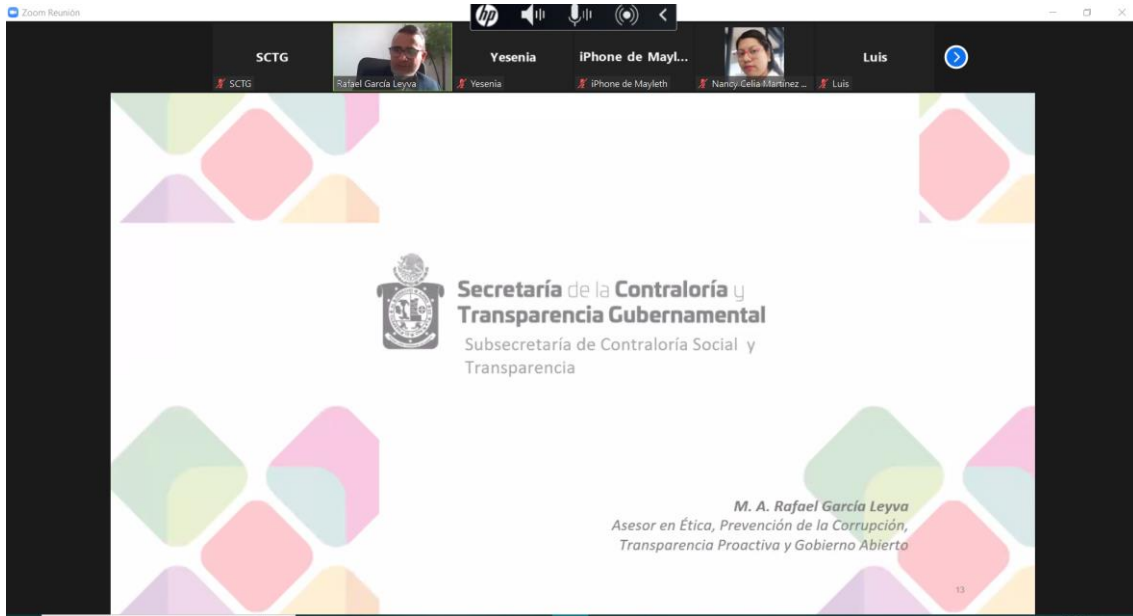 Zoom Reunión
hp
SCTG
Yesenia
iPhone de Mayl...
Luis
SCTG
Rafael García Leyva
Yesenia
iPhone de Mayleth
Nancy Celia Martínez ...
Luis
Secretaría de la Contraloría y
Transparencia Gubernamental
Subsecretaría de Contraloría Social y
Transparencia
M. A. Rafael García Leyva
Asesor en Ética, Prevención de la Corrupción,
Transparencia Proactiva y Gobierno Abierto
13